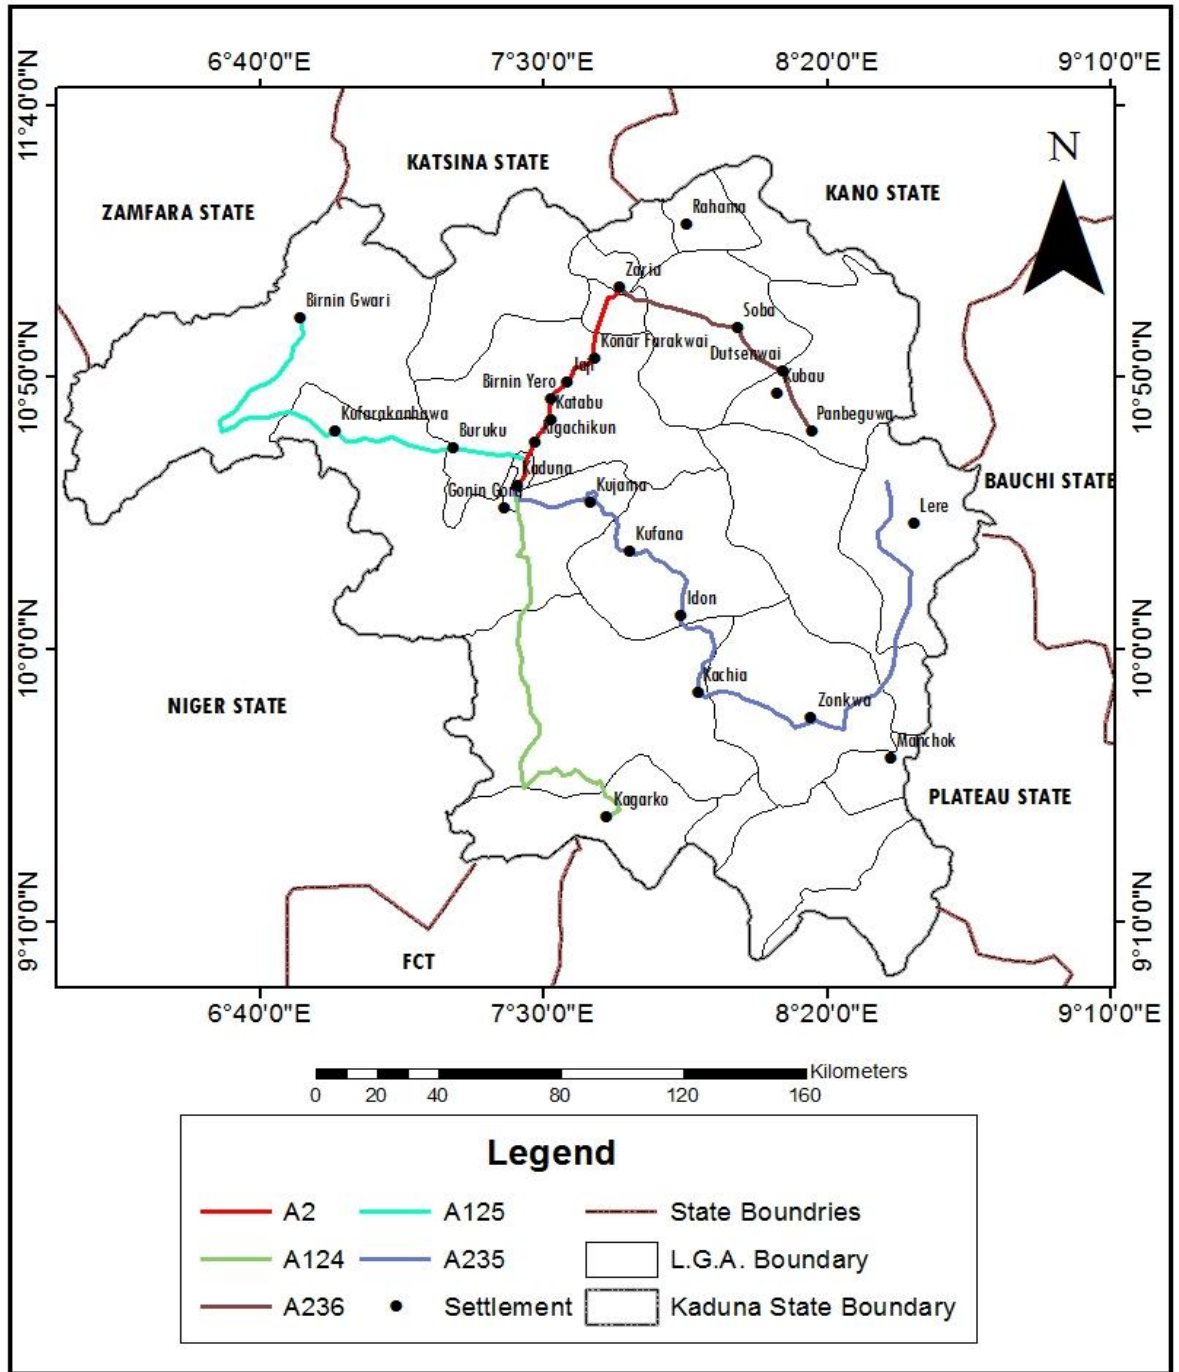 6°40'0"E 7°30'0"E 8°20'0"E 9°10'0"E
11°40'0"N
10°50'0"N
10°0'0"N
9°10'0"N
N
KATSINA STATE
KANO STATE
ZAMFARA STATE
Rahama
Zaria
Birnin Gwari
Soba
Konar Farakwai
Dutsenwai
Jaji
Kubau
Birnin Yero
Katabu
Panbeguwa
Kofarakanhawa
Rigachikun
Buruku
Kaduna
BAUCHI STATE
Gonin Gora
Kujama
Lere
Kufana
Idon
Kachia
NIGER STATE
Zonkwa
Manchok
PLATEAU STATE
Kagarko
FCT
10°50'0"N
10°0'0"N
9°10'0"N
6°40'0"E 7°30'0"E 8°20'0"E 9°10'0"E
Kilometers
0 20 40 80 120 160
Legend
A2 A125 State Boundries
A124 A235 L.G.A. Boundary
A236 Settlement Kaduna State Boundary